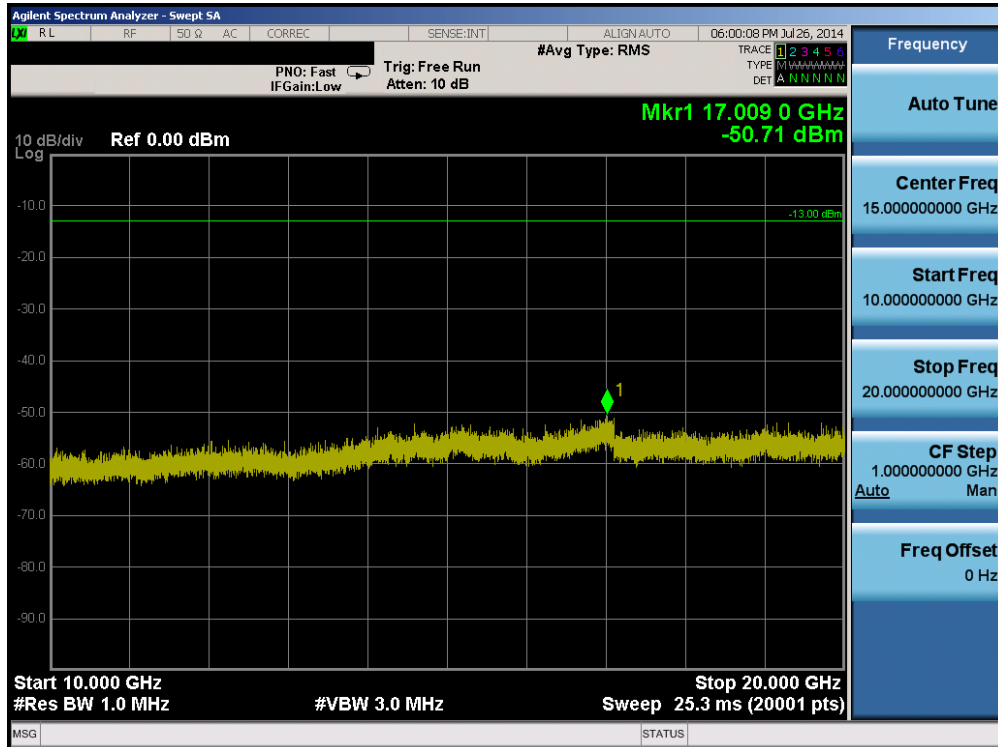 Agilent Spectrum Analyzer - Swept SA
LXI RL RF 50 Ω AC CORREC SENSE:INT ALIGN AUTO 06:00:08 PM Jul 26, 2014
#Avg Type: RMS TRACE 1 2 3 4 5 6
PNO: Fast Trig: Free Run TYPE M W W W W W
IFGain:Low Atten: 10 dB DET A N N N N N
Frequency
Mkr1 17.009 0 GHz
-50.71 dBm
10 dB/div Ref 0.00 dBm
Log
-10.0
-13.00 dBm
-20.0
-30.0
-40.0
-50.0
1
-60.0
-70.0
-80.0
-90.0
Start 10.000 GHz Stop 20.000 GHz
#Res BW 1.0 MHz #VBW 3.0 MHz Sweep 25.3 ms (20001 pts)
Auto Tune
Center Freq
15.000000000 GHz
Start Freq
10.000000000 GHz
Stop Freq
20.000000000 GHz
CF Step
1.000000000 GHz
Auto Man
Freq Offset
0 Hz
MSG STATUS